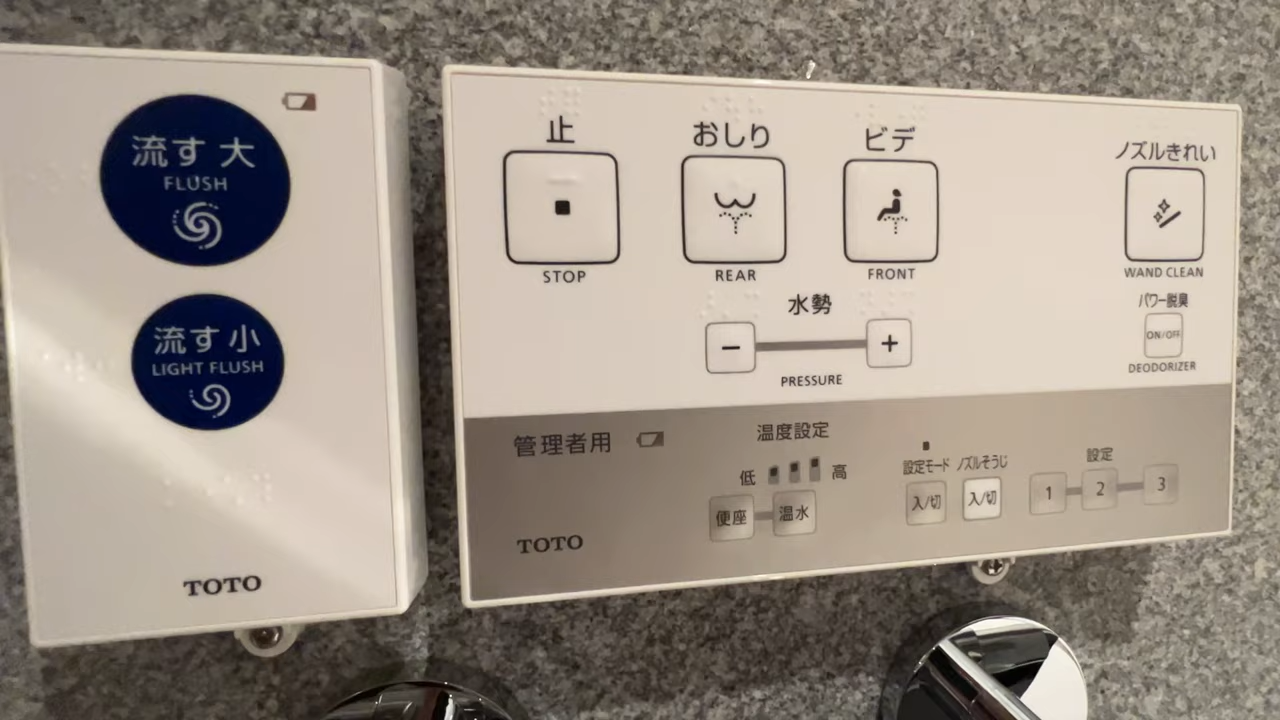 流す 大
FLUSH
流す 小
LIGHT FLUSH
TOTO
止
STOP
おしり
REAR
ビデ
FRONT
ノズルきれい
WAND CLEAN
水勢
−
+
PRESSURE
パワー脱臭
ON/OFF
DEODORIZER
管理者用
温度設定
低
高
便座
温水
設定モード
入/切
ノズルそうじ
入/切
設定
1
2
3
TOTO